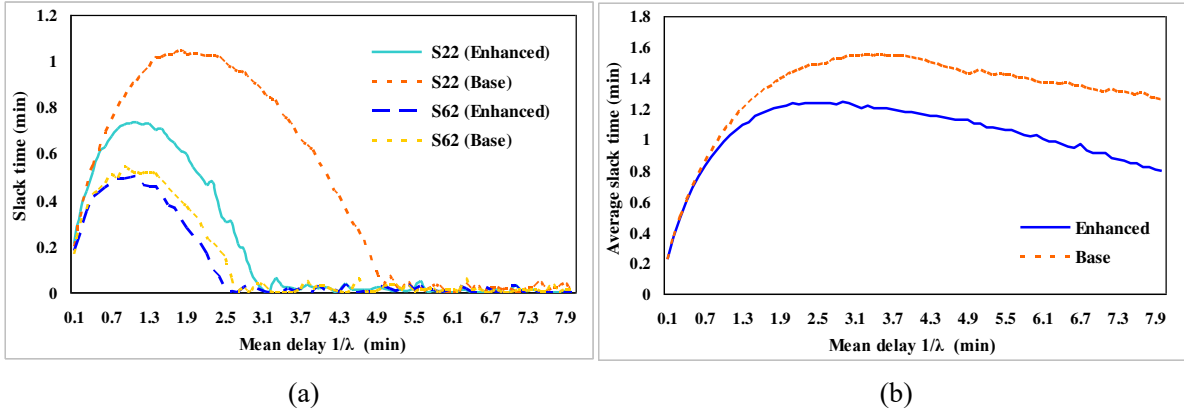 1.2
1
0.8
0.6
0.4
0.2
0
Slack time (min)
S22 (Enhanced)
S22 (Base)
S62 (Enhanced)
S62 (Base)
0.1 0.7 1.3 1.9 2.5 3.1 3.7 4.3 4.9 5.5 6.1 6.7 7.3 7.9
Mean delay 1/λ (min)
(a)
1.8
1.6
1.4
1.2
1
0.8
0.6
0.4
0.2
0
Average slack time (min)
Enhanced
Base
0.1 0.7 1.3 1.9 2.5 3.1 3.7 4.3 4.9 5.5 6.1 6.7 7.3 7.9
Mean delay 1/λ (min)
(b)